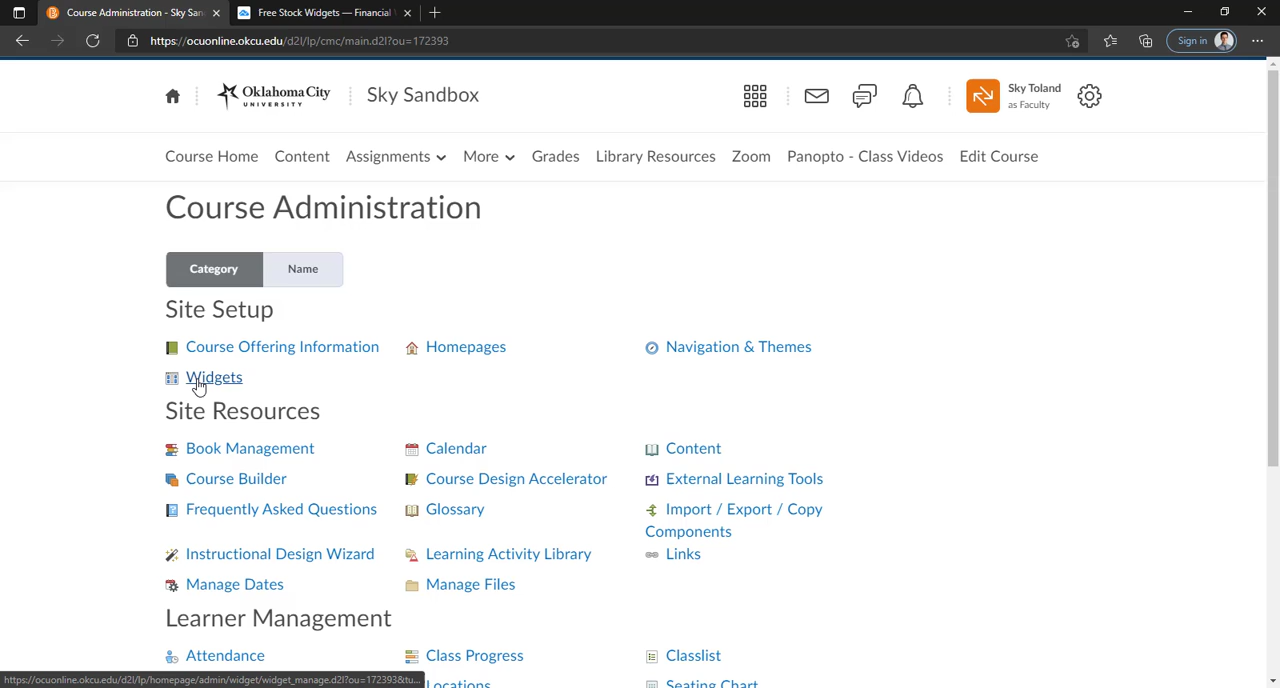 Course Administration - Sky San
Free Stock Widgets — Financial
https://ocuonline.okcu.edu/d2l/lp/cmc/main.d2l?ou=172393
Sign in
Oklahoma City
UNIVERSITY
Sky Sandbox
Sky Toland
as Faculty
Course Home Content Assignments More Grades Library Resources Zoom Panopto - Class Videos Edit Course
Course Administration
Category Name
Site Setup
Course Offering Information Homepages Navigation & Themes
Widgets
Site Resources
Book Management Calendar Content
Course Builder Course Design Accelerator External Learning Tools
Frequently Asked Questions Glossary Import / Export / Copy
Components
Instructional Design Wizard Learning Activity Library Links
Manage Dates Manage Files
Learner Management
Attendance Class Progress Classlist
https://ocuonline.okcu.edu/d2l/lp/homepage/admin/widget/widget_manage.d2l?ou=172393&tu... Locations Seating Chart